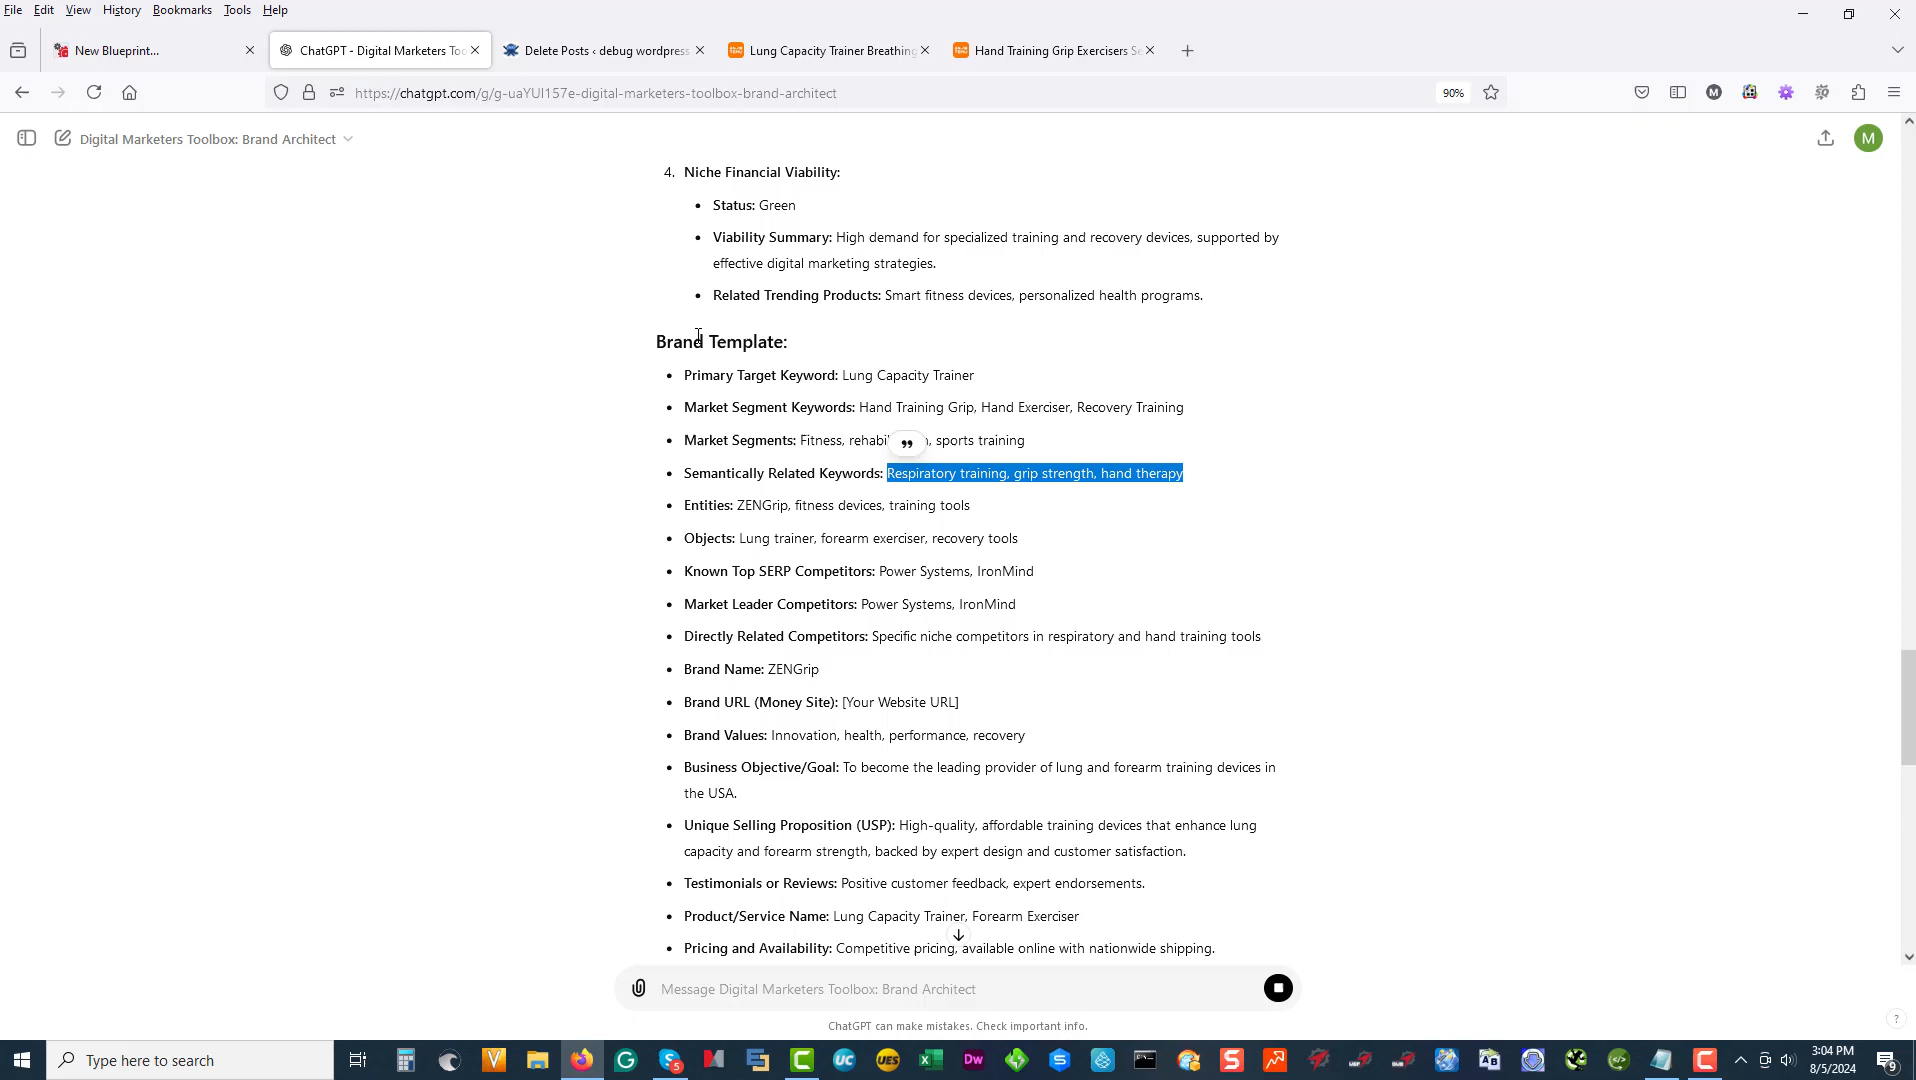 File Edit View History Bookmarks Tools Help
New Blueprint...
ChatGPT - Digital Marketers Too
Delete Posts ‹ debug wordpress
Lung Capacity Trainer Breathing
Hand Training Grip Exercisers Se
https://chatgpt.com/g/g-uaYUI157e-digital-marketers-toolbox-brand-architect
90%
Digital Marketers Toolbox: Brand Architect
M
4. Niche Financial Viability:
• Status: Green
• Viability Summary: High demand for specialized training and recovery devices, supported by
effective digital marketing strategies.
• Related Trending Products: Smart fitness devices, personalized health programs.
Brand Template:
• Primary Target Keyword: Lung Capacity Trainer
• Market Segment Keywords: Hand Training Grip, Hand Exerciser, Recovery Training
• Market Segments: Fitness, rehabil , sports training
• Semantically Related Keywords: Respiratory training, grip strength, hand therapy
• Entities: ZENGrip, fitness devices, training tools
• Objects: Lung trainer, forearm exerciser, recovery tools
• Known Top SERP Competitors: Power Systems, IronMind
• Market Leader Competitors: Power Systems, IronMind
• Directly Related Competitors: Specific niche competitors in respiratory and hand training tools
• Brand Name: ZENGrip
• Brand URL (Money Site): [Your Website URL]
• Brand Values: Innovation, health, performance, recovery
• Business Objective/Goal: To become the leading provider of lung and forearm training devices in
the USA.
• Unique Selling Proposition (USP): High-quality, affordable training devices that enhance lung
capacity and forearm strength, backed by expert design and customer satisfaction.
• Testimonials or Reviews: Positive customer feedback, expert endorsements.
• Product/Service Name: Lung Capacity Trainer, Forearm Exerciser
• Pricing and Availability: Competitive pricing, available online with nationwide shipping.
Message Digital Marketers Toolbox: Brand Architect
ChatGPT can make mistakes. Check important info.
?
Type here to search
3:04 PM
8/5/2024